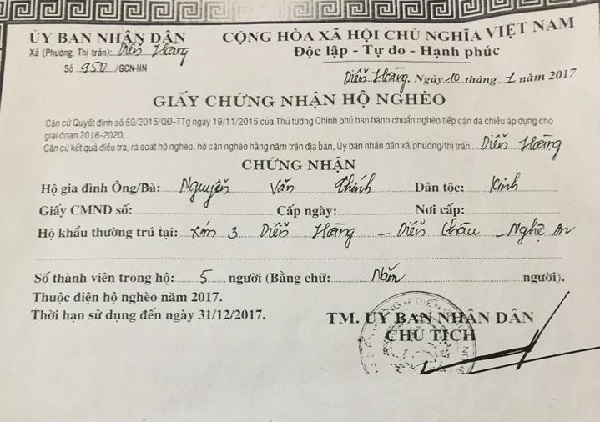 ỦY BAN NHÂN DÂN
Xã (Phường, Thị trấn): Diễn Hoàng
Số 950 /GCN-HN
CỘNG HÒA XÃ HỘI CHỦ NGHĨA VIỆT NAM
Độc lập - Tự do - Hạnh phúc
Diễn Hoàng, Ngày 10 tháng 1 năm 2017
GIẤY CHỨNG NHẬN HỘ NGHÈO
Căn cứ Quyết định số 59/2015/QĐ-TTg ngày 19/11/2015 của Thủ tướng Chính phủ ban hành chuẩn nghèo tiếp cận đa chiều áp dụng cho
giai đoạn 2016-2020;
Căn cứ kết quả điều tra, rà soát hộ nghèo, hộ cận nghèo hằng năm trên địa bàn, Ủy ban nhân dân xã/phường/thị trấn Diễn Hoàng
CHỨNG NHẬN
Hộ gia đình Ông/Bà: Nguyễn Văn Dân tộc: Kinh
Giấy CMND số: Cấp ngày: Nơi cấp:
Hộ khẩu thường trú tại: Xóm 3 Diễn Hoàng - Diễn Châu - Nghệ An
Số thành viên trong hộ: 5 người (Bằng chữ: Năm người).
Thuộc diện hộ nghèo năm 2017.
Thời hạn sử dụng đến ngày 31/12/2017.
TM. ỦY BAN NHÂN DÂN
CHỦ TỊCH